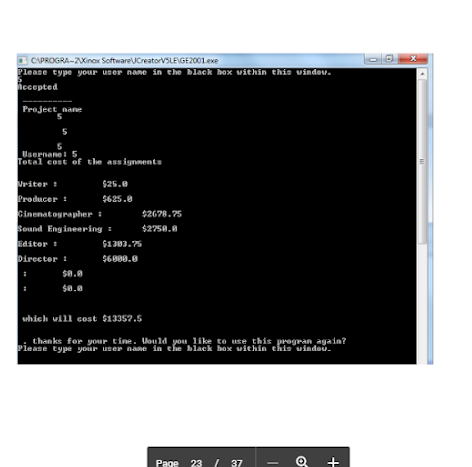 C:\PROGRA~2\Xinox Software\JCreatorV5LE\GE2001.exe
Please type your user name in the black box within this window.
5
Accepted
----------
Project name
5
5
5
Username: 5
Total cost of the assignments
Writer : $25.0
Producer : $625.0
Cinematographer : $2678.75
Sound Engineering : $2750.0
Editor : $1303.75
Director : $6000.0
: $0.0
: $0.0
which will cost $13357.5
. thanks for your time. Would you like to use this program again?
Please type your user name in the black box within this window.
Page 23 / 37